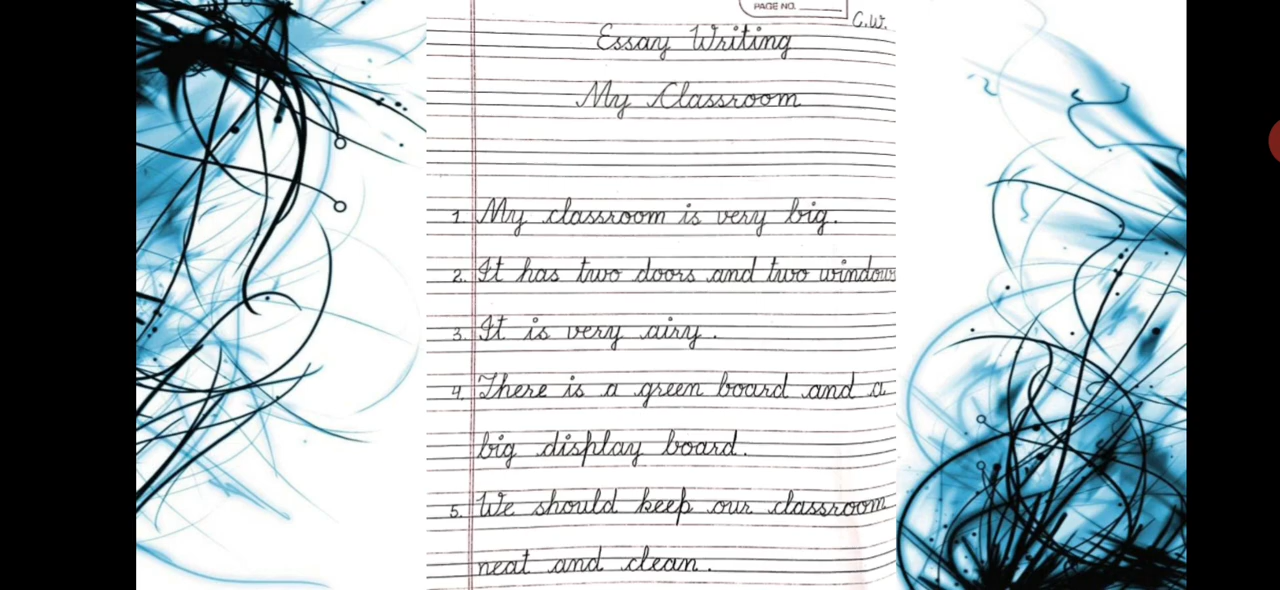 PAGE NO.
C.W.
Essay Writing
My Classroom
1. My classroom is very big.
2. It has two doors and two windows
3. It is very airy.
4. There is a green board and a
big display board.
5. We should keep our classroom
neat and clean.